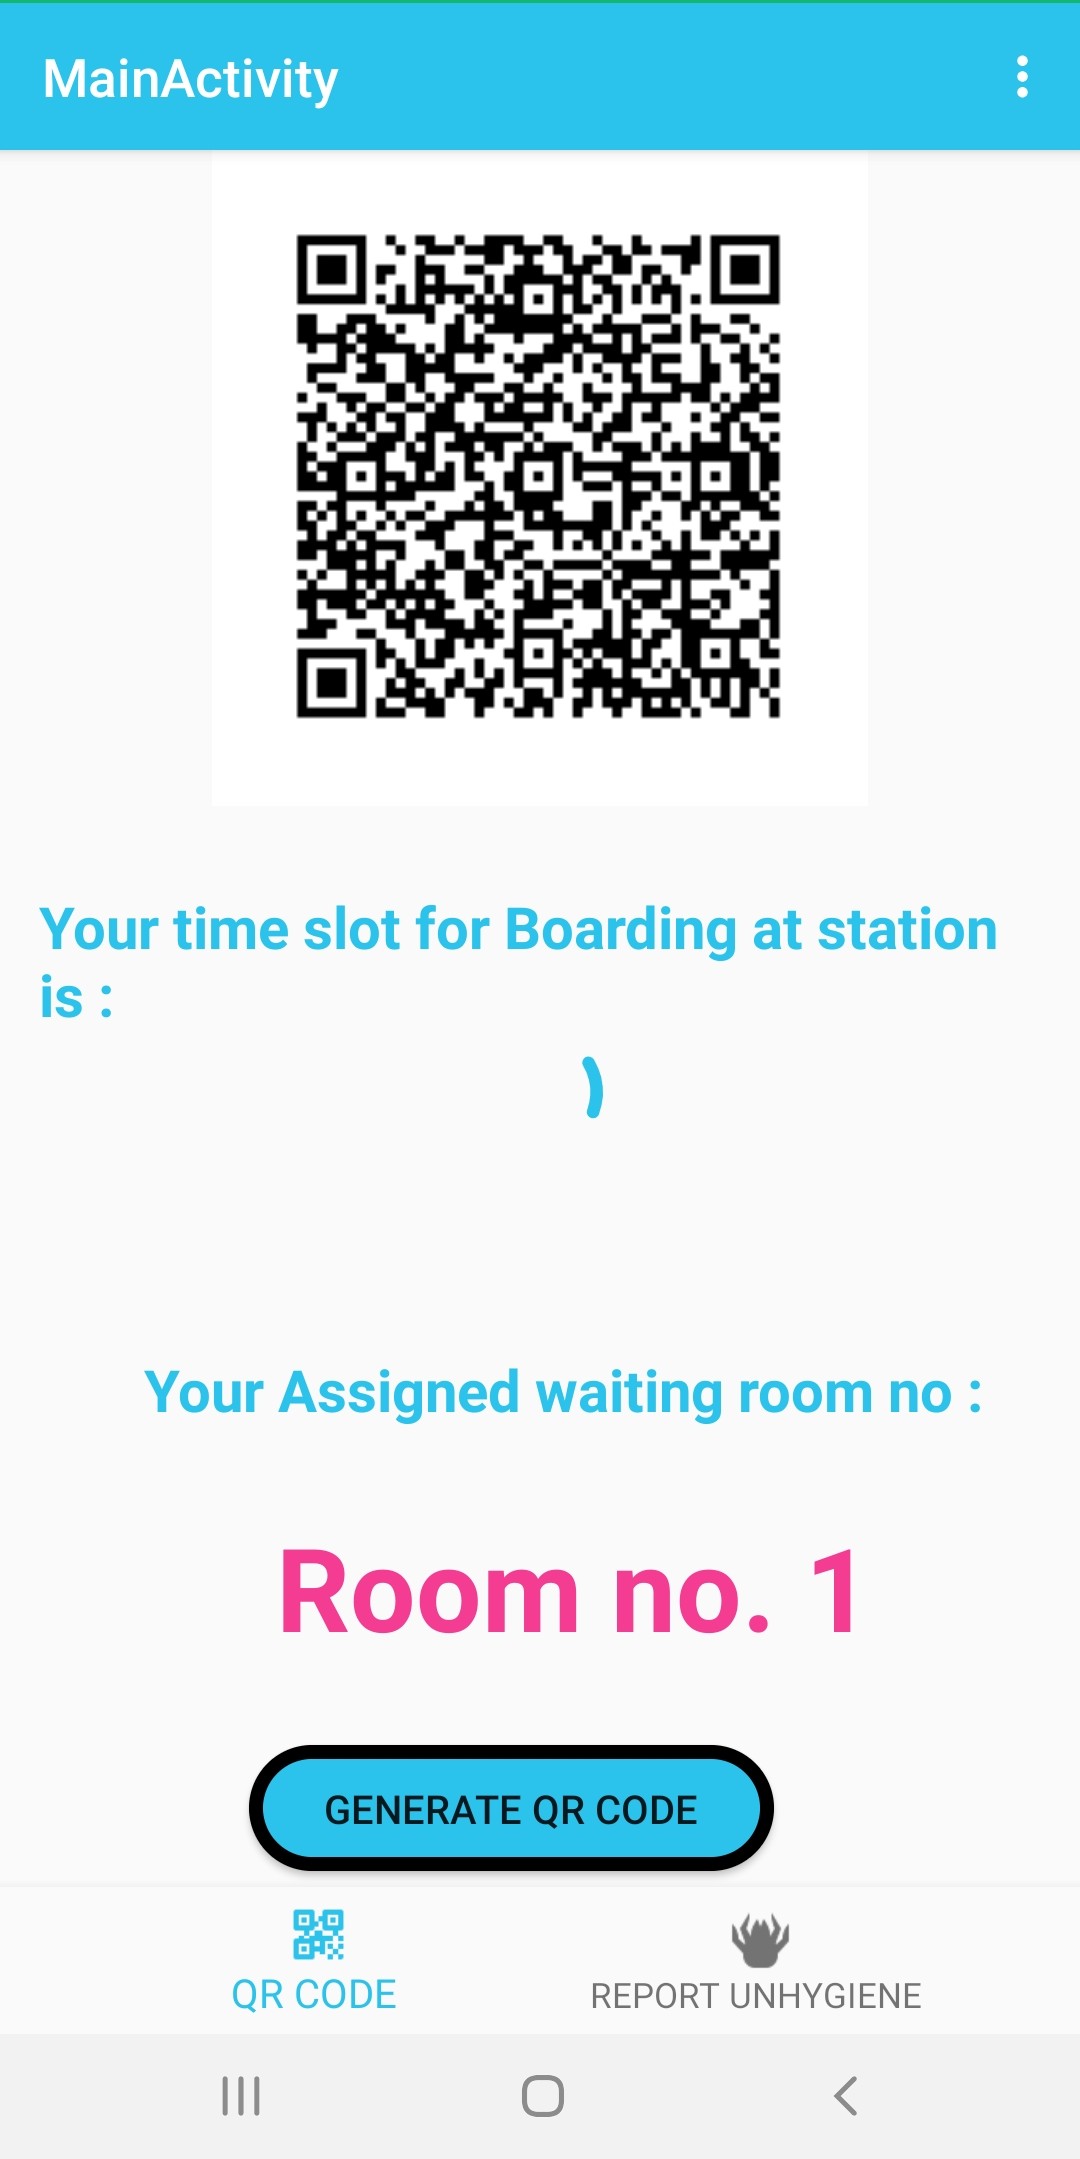 MainActivity
Your time slot for Boarding at station
is :
Your Assigned waiting room no :
Room no. 1
GENERATE QR CODE
QR CODE
REPORT UNHYGIENE